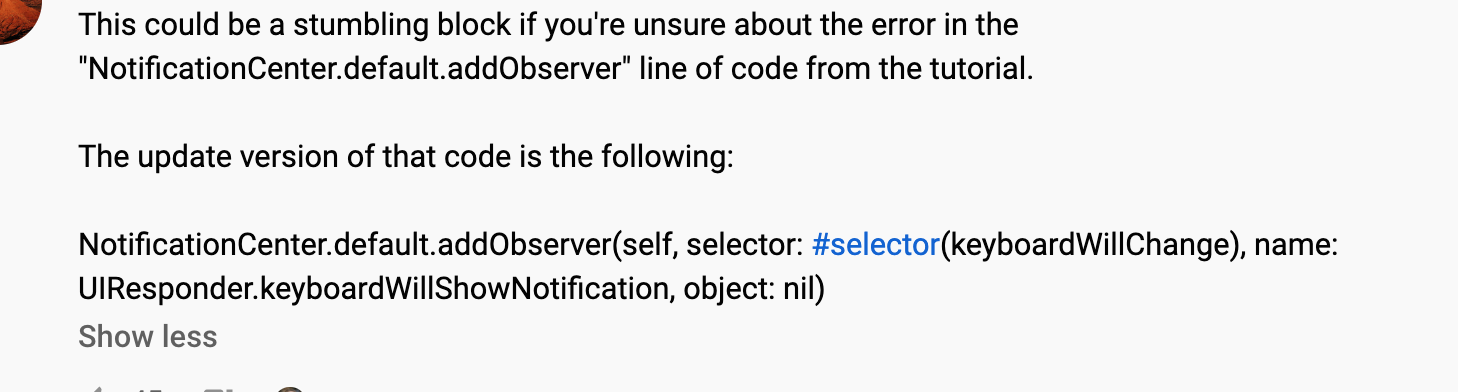 This could be a stumbling block if you're unsure about the error in the
"NotificationCenter.default.addObserver" line of code from the tutorial.
The update version of that code is the following:
NotificationCenter.default.addObserver(self, selector: #selector(keyboardWillChange), name:
UIResponder.keyboardWillShowNotification, object: nil)
Show less